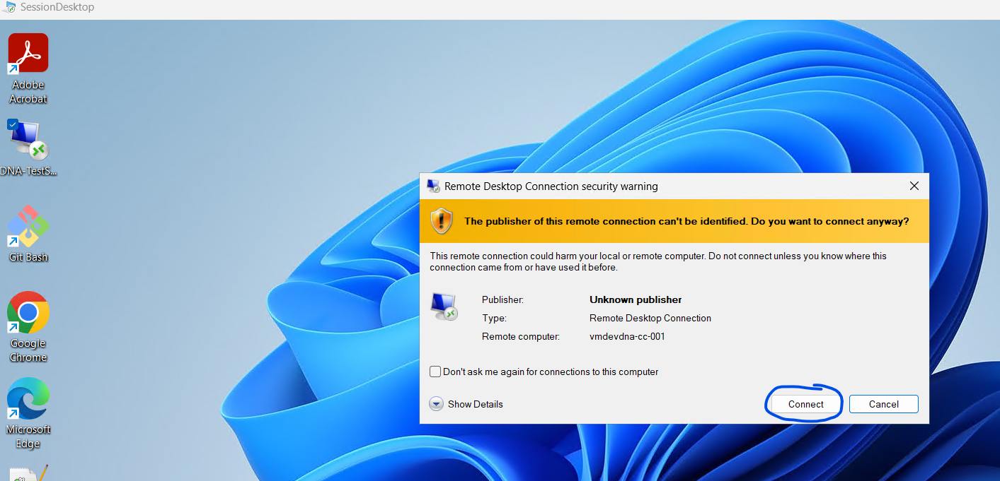 SessionDesktop
Adobe
Acrobat
DNA-TestS...
Git Bash
Google
Chrome
Microsoft
Edge
Remote Desktop Connection security warning
The publisher of this remote connection can't be identified. Do you want to connect anyway?
This remote connection could harm your local or remote computer. Do not connect unless you know where this
connection came from or have used it before.
Publisher: Unknown publisher
Type: Remote Desktop Connection
Remote computer: vmdevdna-cc-001
Don't ask me again for connections to this computer
Show Details
Connect Cancel